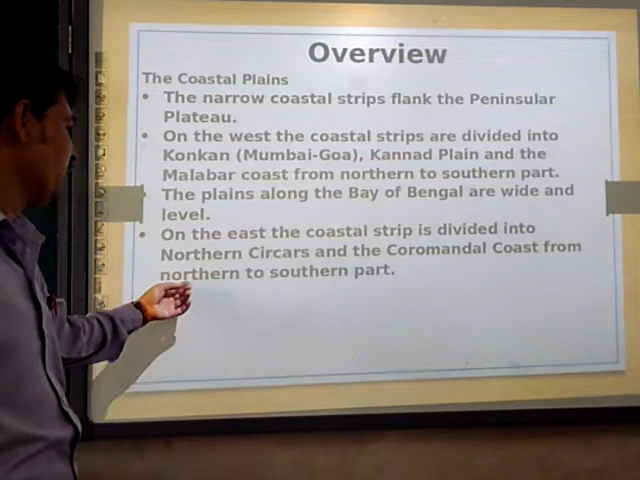 Overview
The Coastal Plains
• The narrow coastal strips flank the Peninsular
Plateau.
• On the west the coastal strips are divided into
Konkan (Mumbai-Goa), Kannad Plain and the
Malabar coast from northern to southern part.
• The plains along the Bay of Bengal are wide and
level.
• On the east the coastal strip is divided into
Northern Circars and the Coromandal Coast from
northern to southern part.